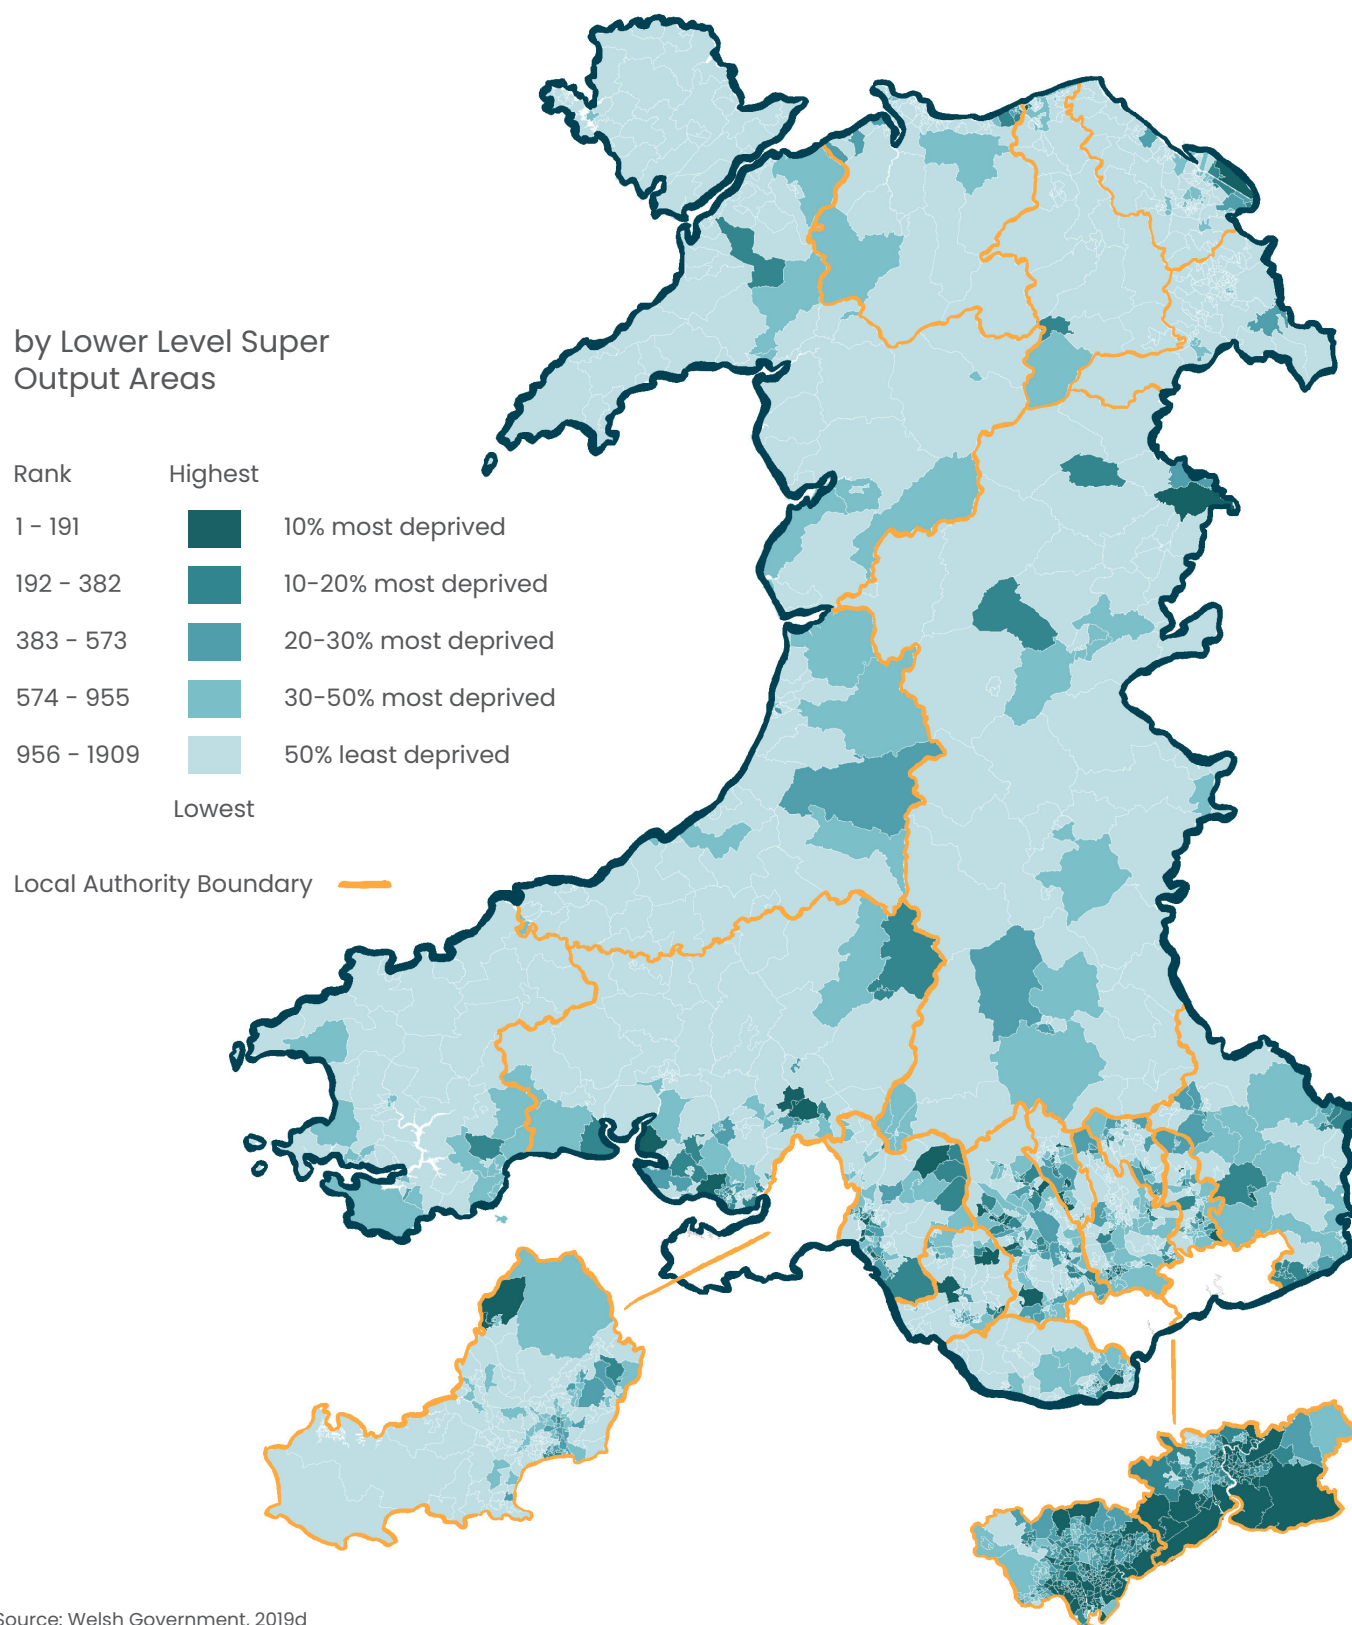 by Lower Level Super
Output Areas
Rank Highest
1 - 191 10% most deprived
192 - 382 10-20% most deprived
383 - 573 20-30% most deprived
574 - 955 30-50% most deprived
956 - 1909 50% least deprived
Lowest
Local Authority Boundary
Source: Welsh Government, 2019d